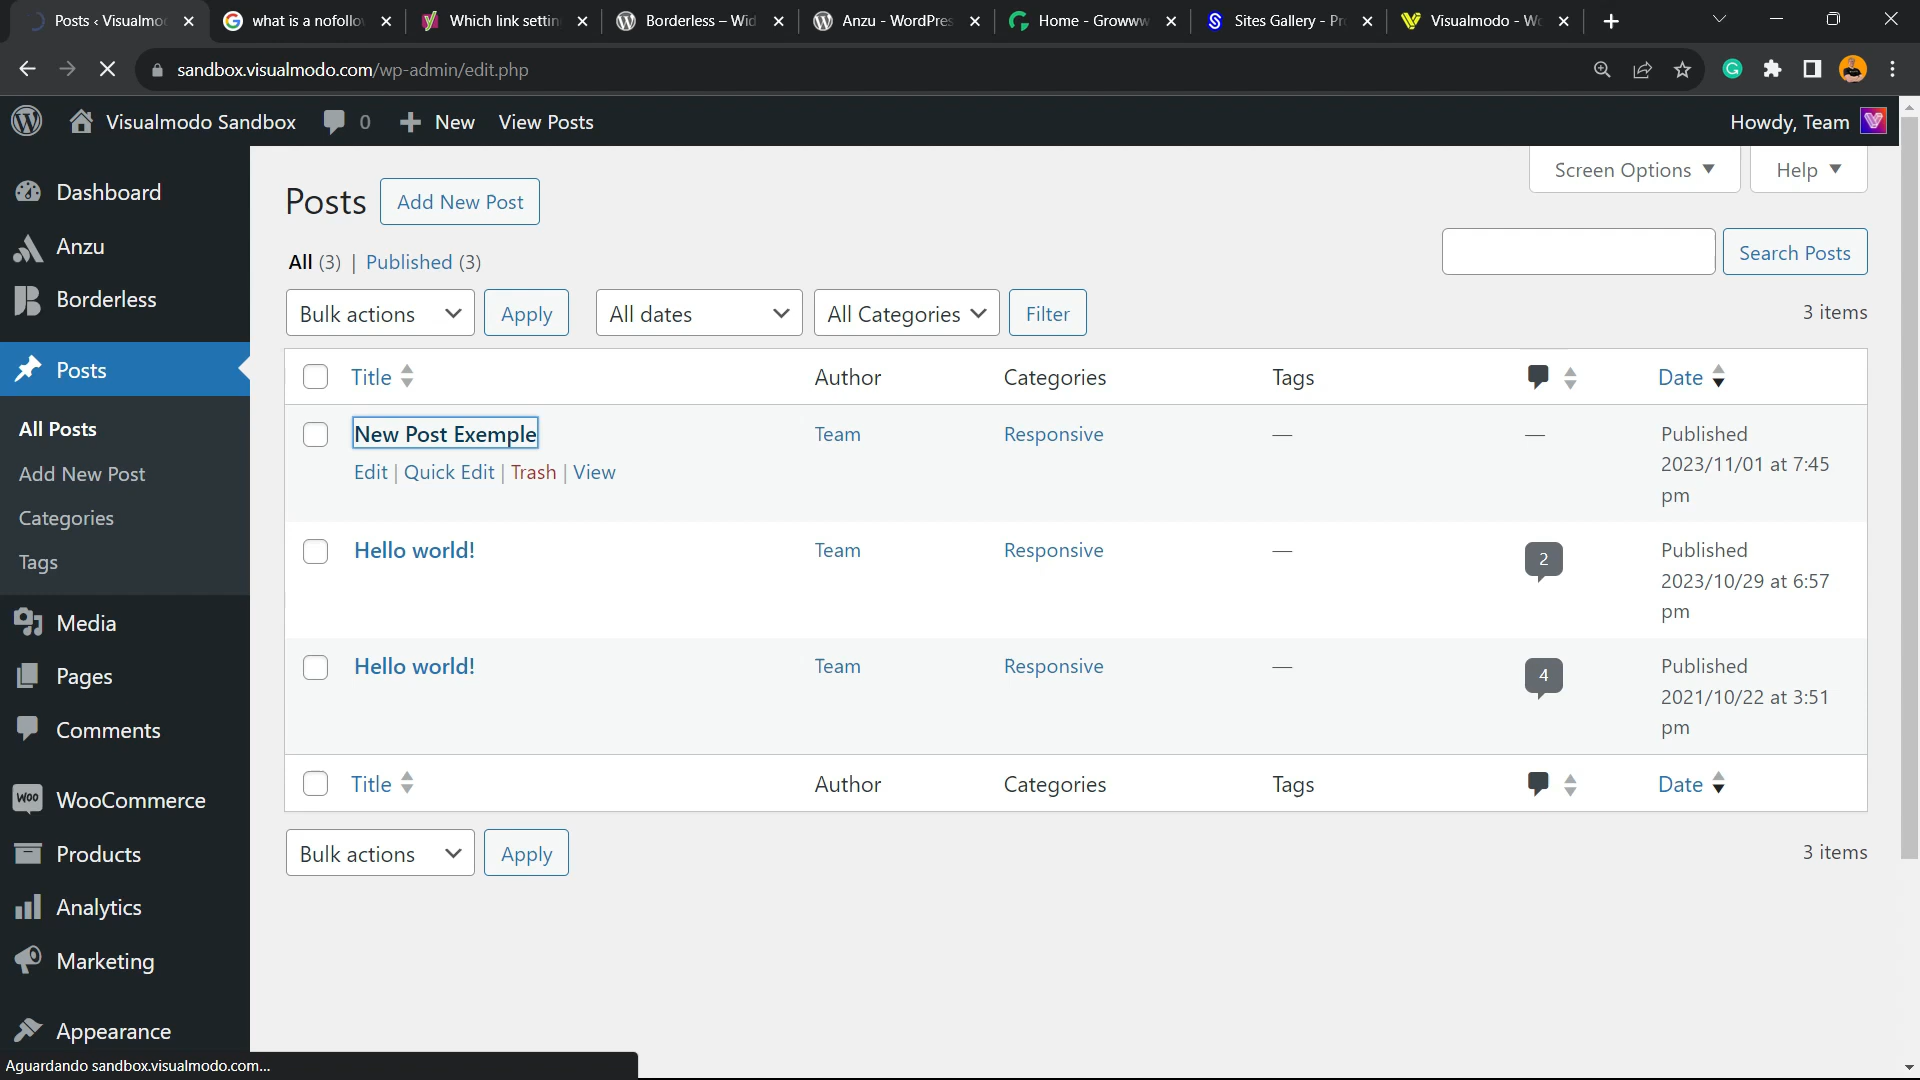 Posts ‹ Visualmo
what is a nofollo
Which link settin
Borderless – Wid
Anzu - WordPres
Home - Growww
Sites Gallery - Pr
Visualmodo - Wo
sandbox.visualmodo.com/wp-admin/edit.php
Visualmodo Sandbox
0
New
View Posts
Howdy, Team
Dashboard
Anzu
Borderless
Posts
All Posts
Add New Post
Categories
Tags
Media
Pages
Comments
WooCommerce
Products
Analytics
Marketing
Appearance
Screen Options
Help
Posts
Add New Post
All (3) | Published (3)
Search Posts
Bulk actions
Apply
All dates
All Categories
Filter
3 items
Title
Author
Categories
Tags
Date
New Post Exemple
Edit | Quick Edit | Trash | View
Team
Responsive
—
—
Published
2023/11/01 at 7:45
pm
Hello world!
Team
Responsive
—
2
Published
2023/10/29 at 6:57
pm
Hello world!
Team
Responsive
—
4
Published
2021/10/22 at 3:51
pm
Title
Author
Categories
Tags
Date
Bulk actions
Apply
3 items
Aguardando sandbox.visualmodo.com...